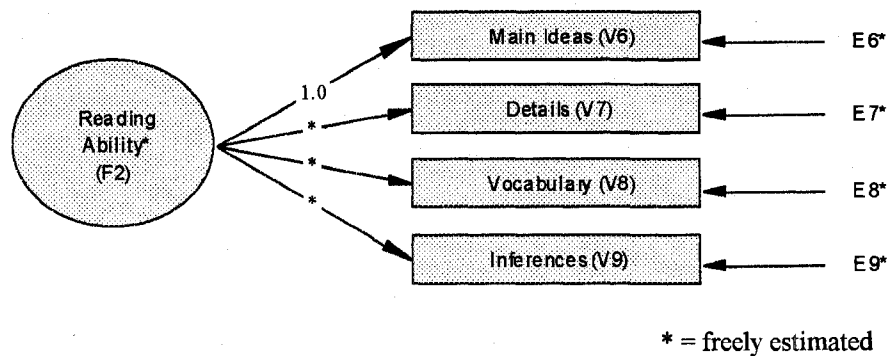 Main Ideas (V6)
E6*
1.0
Reading
Ability*
(F2)
*
Details (V7)
E7*
*
Vocabulary (V8)
E8*
*
Inferences (V9)
E9*
* = freely estimated